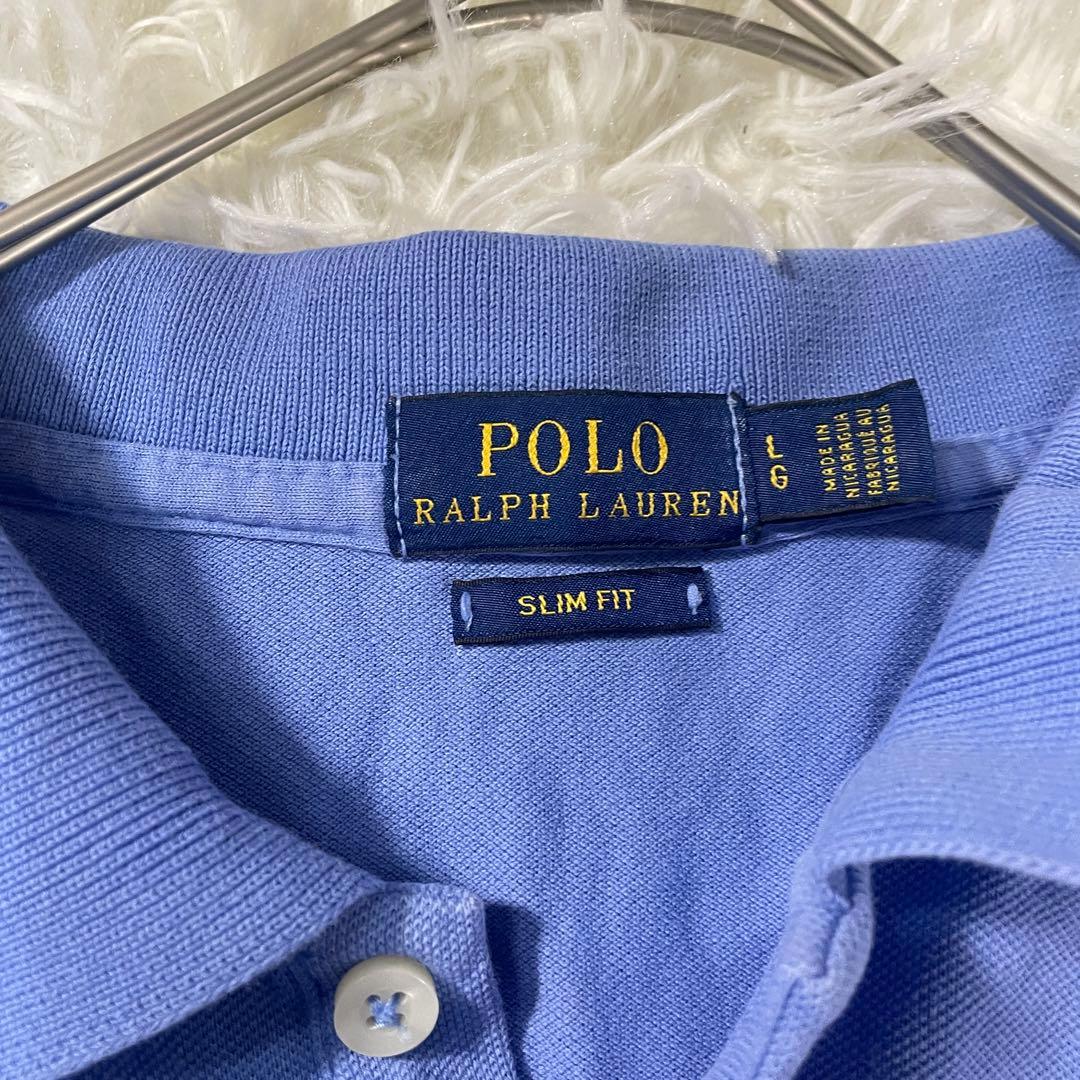 POLO
RALPH LAUREN
L
G
MADE IN
NICARAGUA
FABRIQUÉ AU
NICARAGUA
SLIM FIT